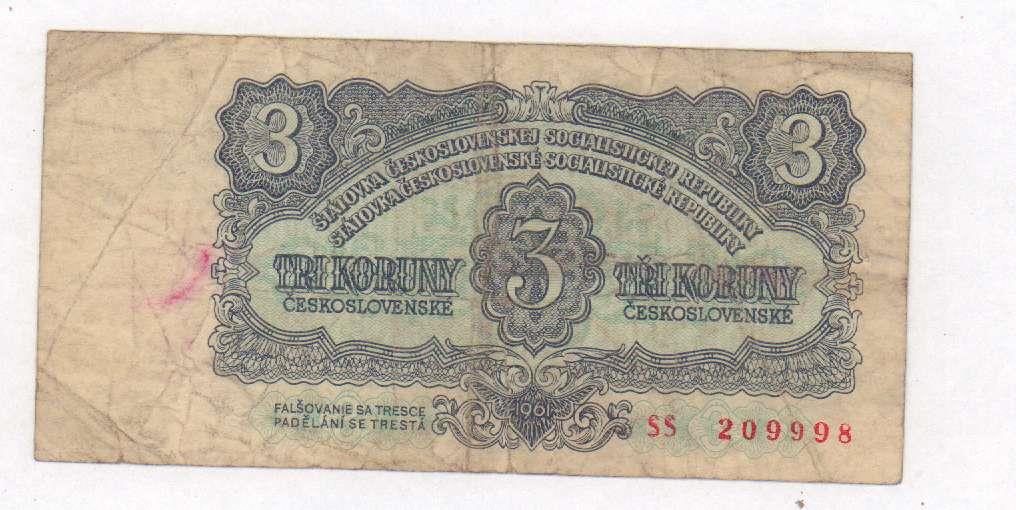 3 3
ŠTÁTOVKA ČESKOSLOVENSKEJ SOCIALISTICKEJ REPUBLIKY
STÁTOVKA ČESKOSLOVENSKÉ SOCIALISTICKÉ REPUBLIKY
TRI KORUNY 3 TŘI KORUNY
ČESKOSLOVENSKÉ ČESKOSLOVENSKÉ
FALŠOVANIE SA TRESCE
PADĚLÁNÍ SE TRESTÁ
1961
SS 209998